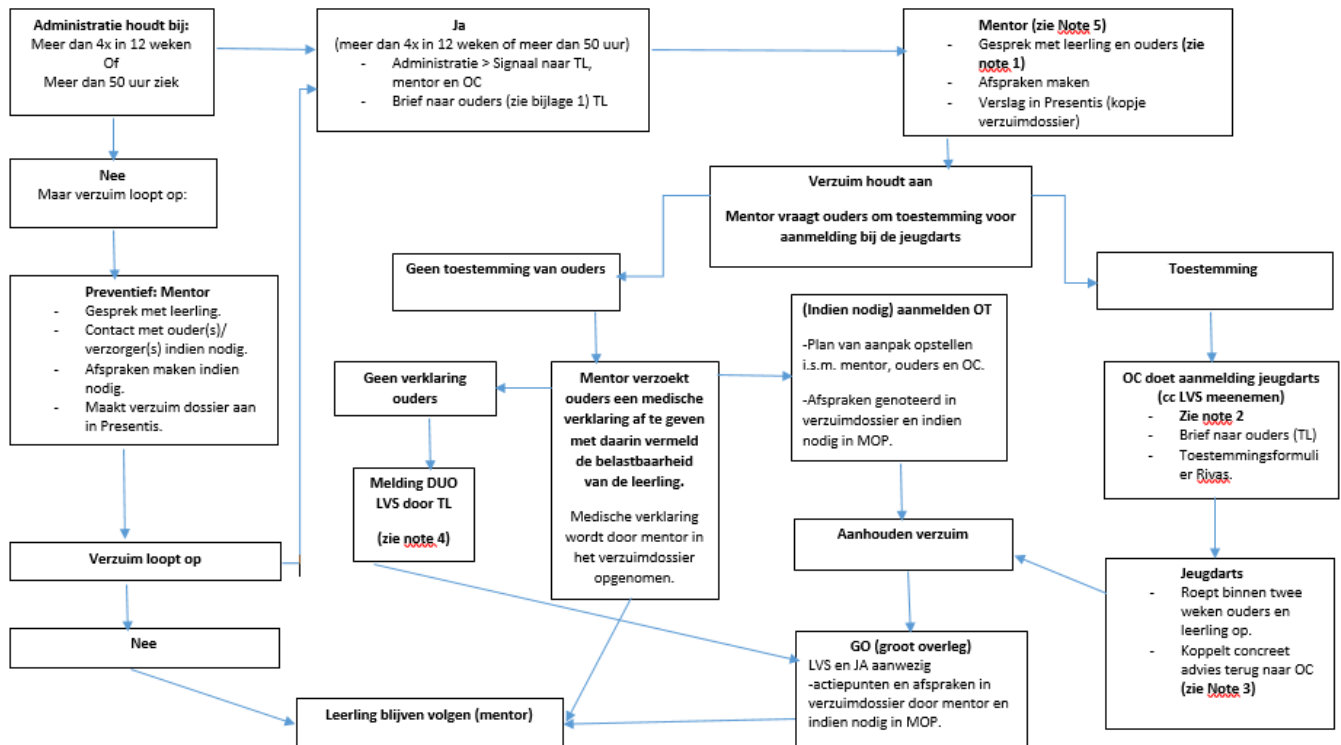 Administratie houdt bij:
Meer dan 4x in 12 weken
Of
Meer dan 50 uur ziek
Ja
(meer dan 4x in 12 weken of meer dan 50 uur)
- Administratie > Signaal naar TL,
mentor en OC
- Brief naar ouders (zie bijlage 1) TL
Mentor (zie Note 5)
- Gesprek met leerling en ouders (zie
note 1)
- Afspraken maken
- Verslag in Presentis (kopje
verzuimdossier)
Nee
Maar verzuim loopt op:
Verzuim houdt aan
Mentor vraagt ouders om toestemming voor
aanmelding bij de jeugdarts
Geen toestemming van ouders
Toestemming
Preventief: Mentor
- Gesprek met leerling.
- Contact met ouder(s)/
verzorger(s) indien nodig.
- Afspraken maken indien
nodig.
- Maakt verzuim dossier aan
in Presentis.
(Indien nodig) aanmelden OT
-Plan van aanpak opstellen
i.s.m. mentor, ouders en OC.
-Afspraken genoteerd in
verzuimdossier en indien
nodig in MOP.
Geen verklaring
ouders
Mentor verzoekt
ouders een medische
verklaring af te geven
met daarin vermeld
de belastbaarheid
van de leerling.
Medische verklaring
wordt door mentor in
het verzuimdossier
opgenomen.
OC doet aanmelding jeugdarts
(cc LVS meenemen)
- Zie note 2
- Brief naar ouders (TL)
- Toestemmingsformuli
er Rivas.
Melding DUO
LVS door TL
(zie note 4)
Aanhouden verzuim
Verzuim loopt op
Jeugdarts
- Roept binnen twee
weken ouders en
leerling op.
- Koppelt concreet
advies terug naar OC
(zie Note 3)
Nee
GO (groot overleg)
LVS en JA aanwezig
-actiepunten en afspraken in
verzuimdossier door mentor en
indien nodig in MOP.
Leerling blijven volgen (mentor)